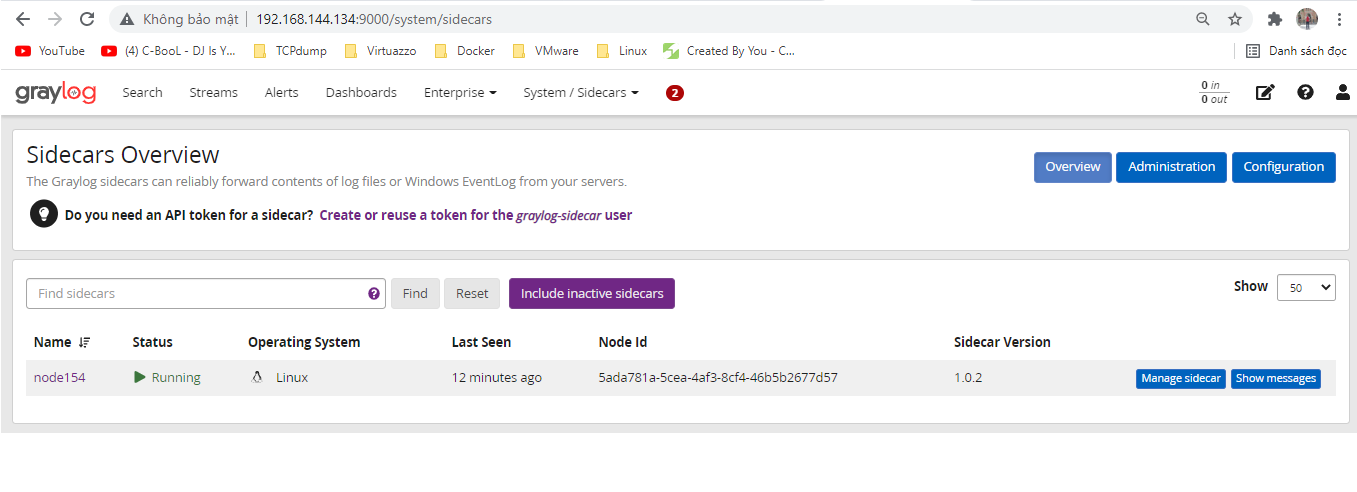 Không bảo mật | 192.168.144.134:9000/system/sidecars
YouTube (4) C-BooL - DJ Is Y... TCPdump Virtuazzo Docker VMware Linux Created By You - C... Danh sách đọc
graylog Search Streams Alerts Dashboards Enterprise System / Sidecars 2 0 in
0 out
Sidecars Overview
Overview Administration Configuration
The Graylog sidecars can reliably forward contents of log files or Windows EventLog from your servers.
Do you need an API token for a sidecar? Create or reuse a token for the graylog-sidecar user
Find sidecars Find Reset Include inactive sidecars Show 50
Name Status Operating System Last Seen Node Id Sidecar Version
node154 Running Linux 12 minutes ago 5ada781a-5cea-4af3-8cf4-46b5b2677d57 1.0.2 Manage sidecar Show messages